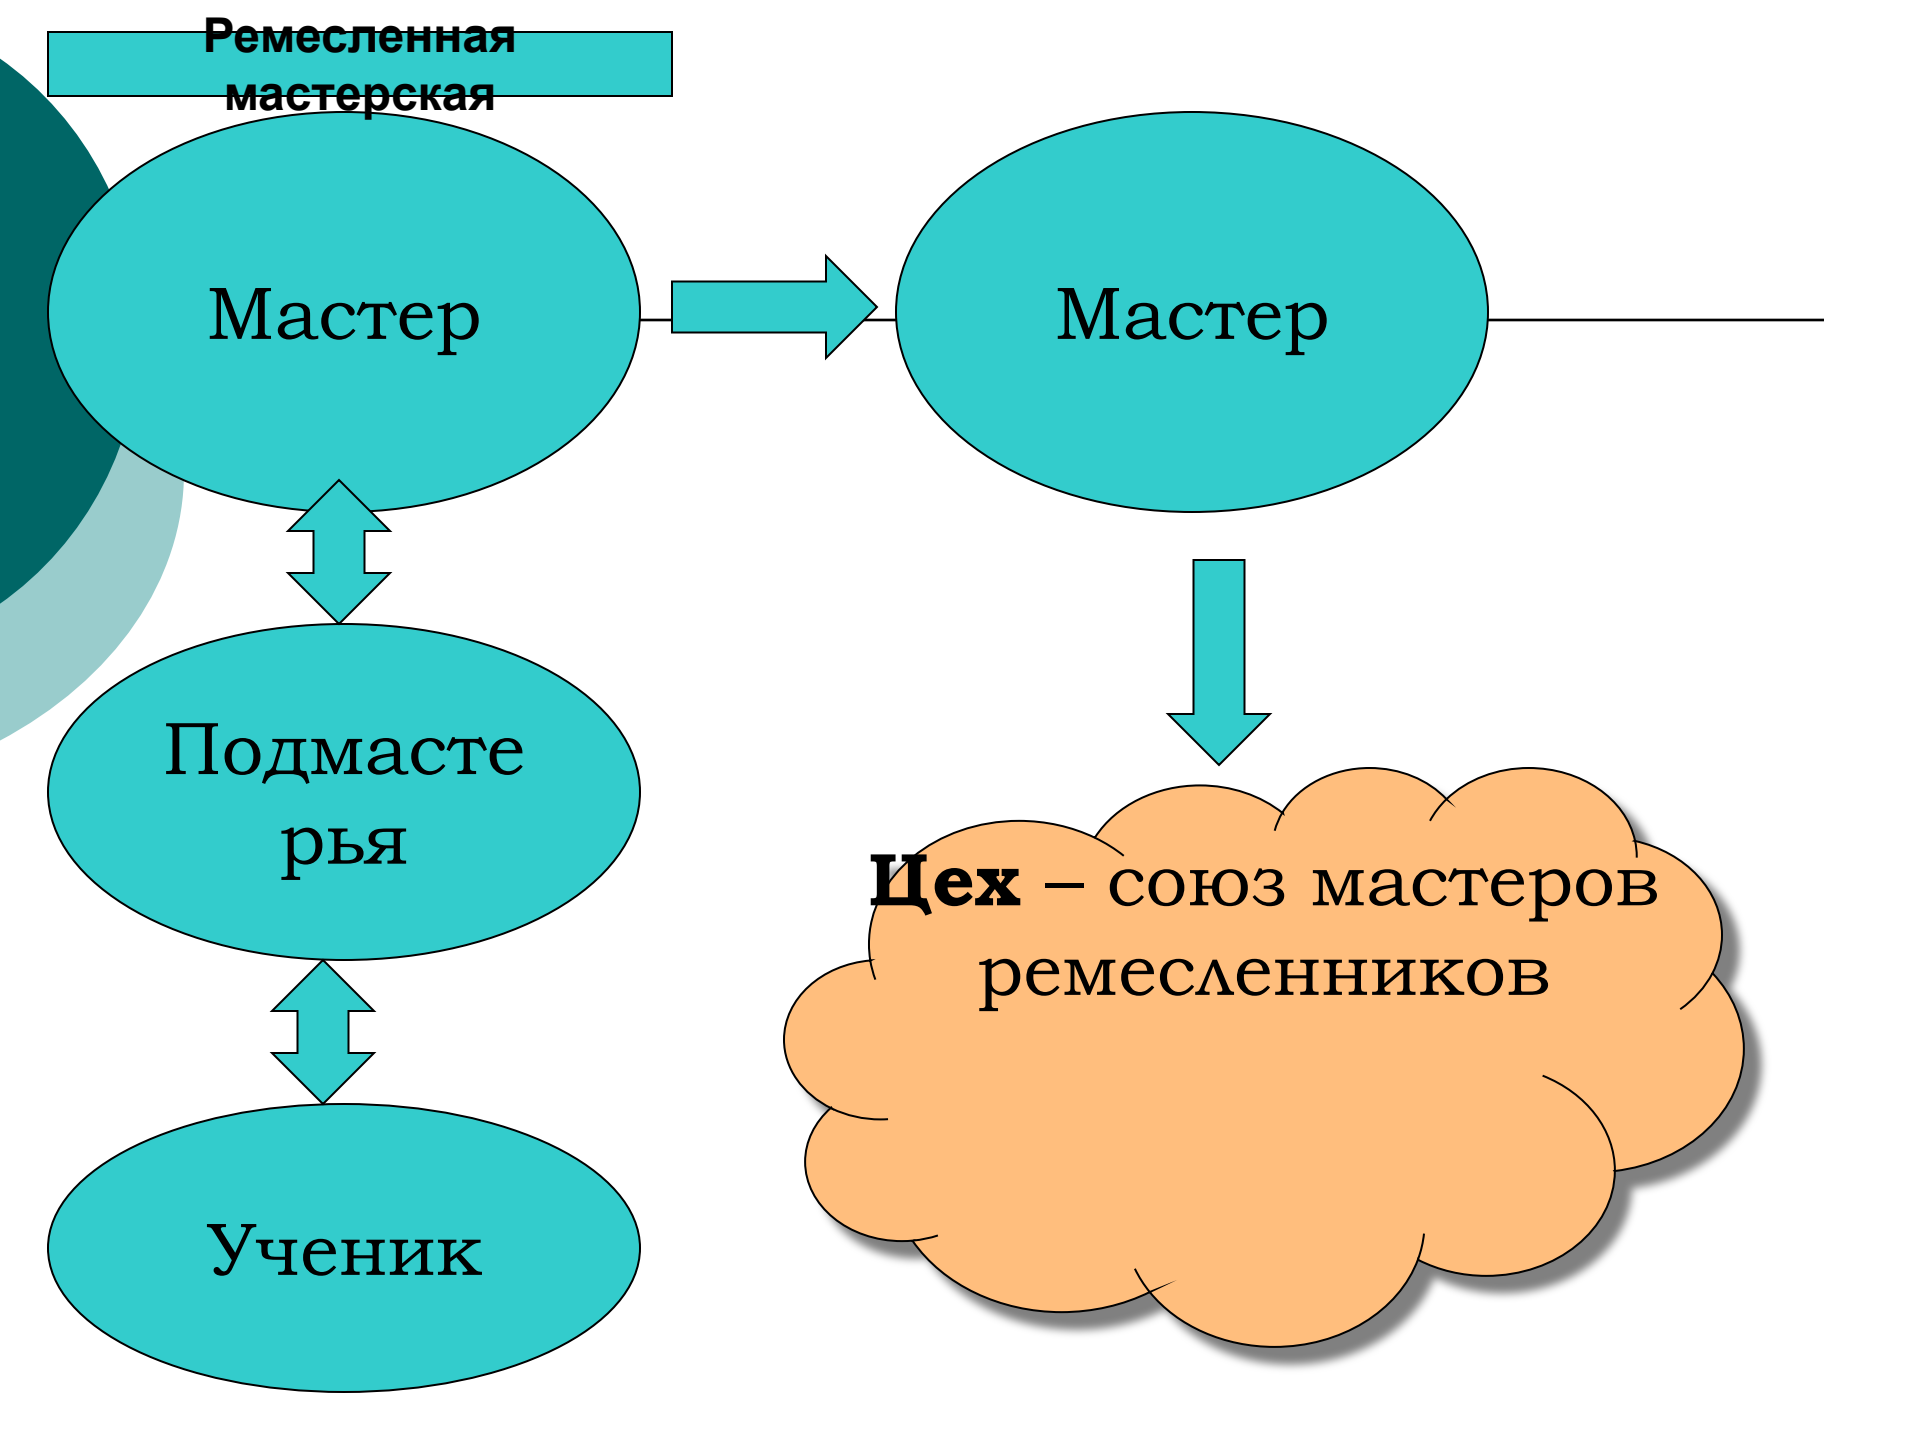 Ремесленная
мастерская
Мастер
Мастер
Подмасте
рья
Цех – союз мастеров
ремесленников
Ученик